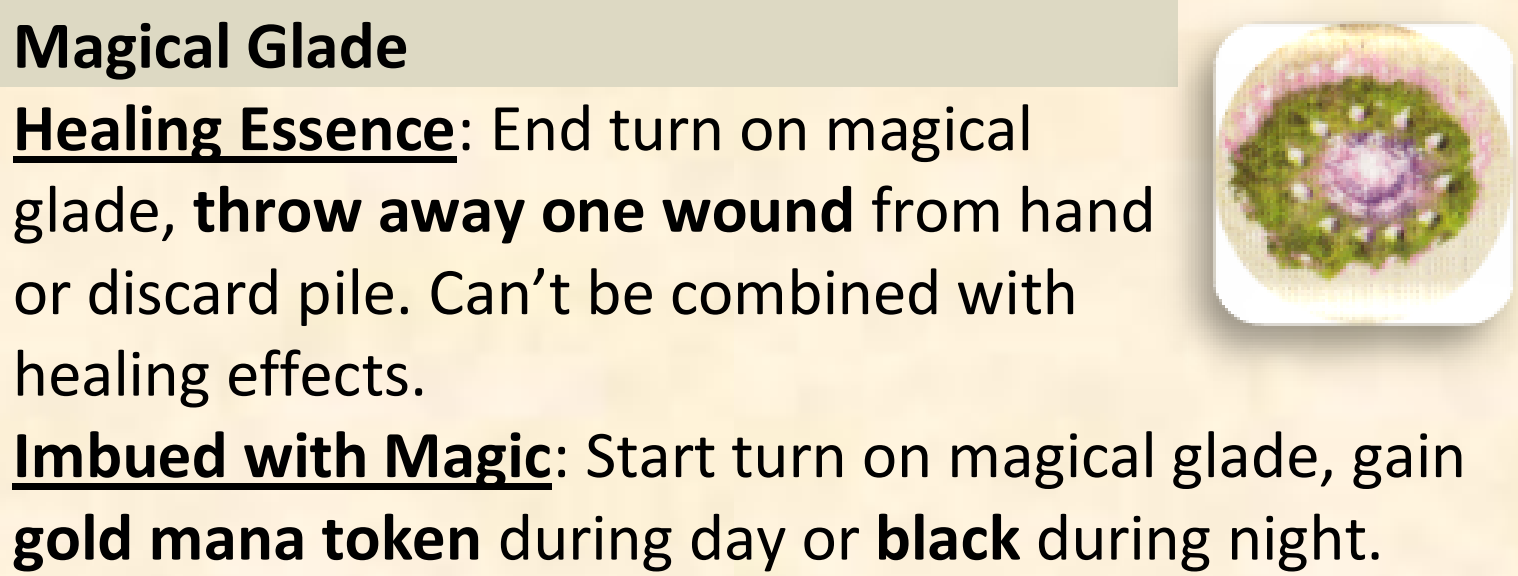 Magical Glade
Healing Essence: End turn on magical
glade, throw away one wound from hand
or discard pile. Can’t be combined with
healing effects.
Imbued with Magic: Start turn on magical glade, gain
gold mana token during day or black during night.